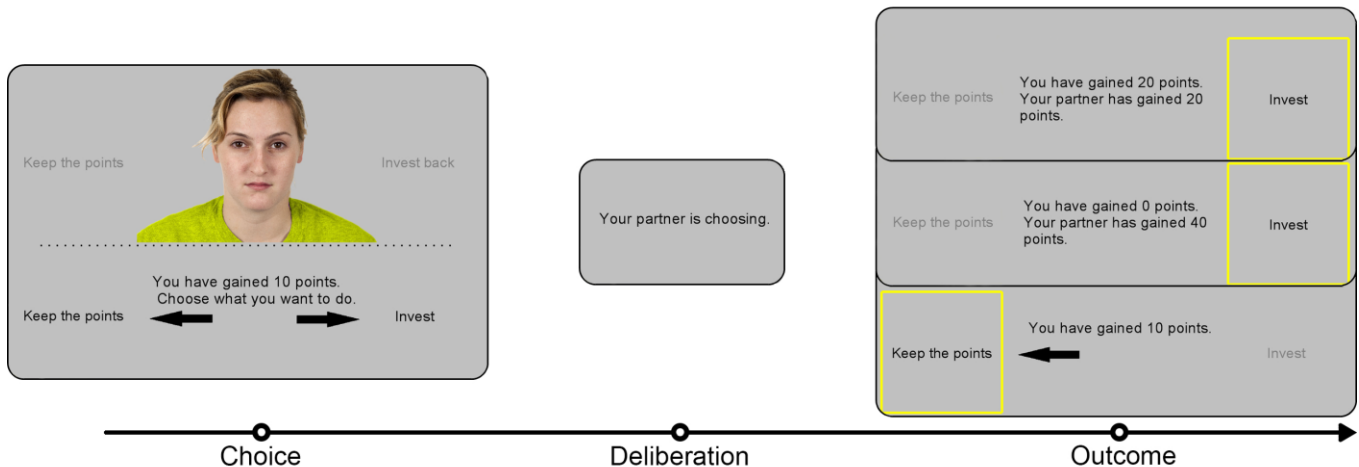 Keep the points
Invest back
You have gained 10 points.
Choose what you want to do.
Keep the points
Invest
Your partner is choosing.
Keep the points
You have gained 20 points.
Your partner has gained 20
points.
Invest
Keep the points
You have gained 0 points.
Your partner has gained 40
points.
Invest
You have gained 10 points.
Keep the points
Invest
Choice
Deliberation
Outcome